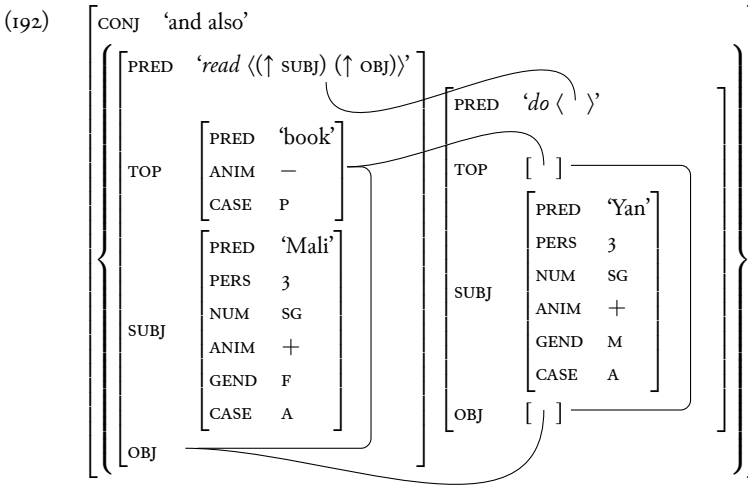 (192)
CONJ ‘and also’
PRED ‘read ⟨(↑ SUBJ) (↑ OBJ)⟩’
TOP
PRED ‘book’
ANIM −
CASE P
SUBJ
PRED ‘Mali’
PERS 3
NUM SG
ANIM +
GEND F
CASE A
OBJ
PRED ‘do ⟨ ⟩’
TOP [ ]
SUBJ
PRED ‘Yan’
PERS 3
NUM SG
ANIM +
GEND M
CASE A
OBJ [ ]